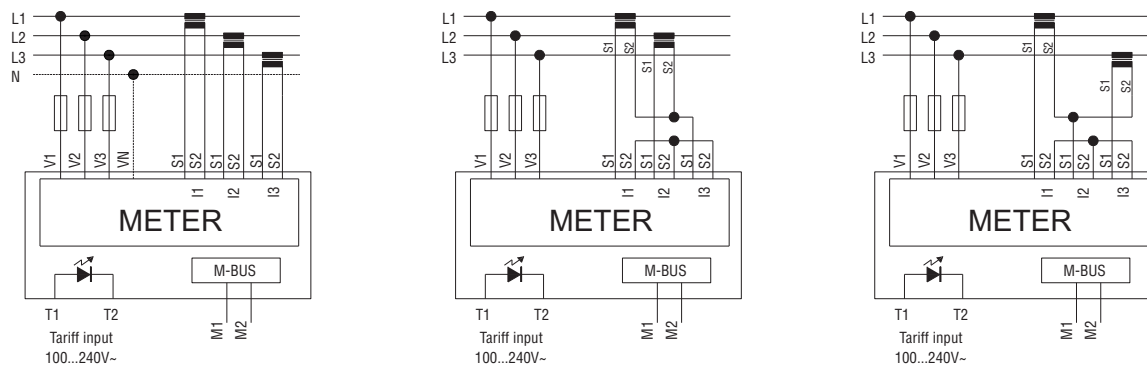 L1
L2
L3
N
V1 V2 V3 VN S1 S2 S1 S2 S1 S2
I1 I2 I3
METER
M-BUS
T1 T2
M1 M2
Tariff input
100...240V~
L1
L2
L3
S1 S2
S1 S2
V1 V2 V3 S1 S2 S1 S2 S1 S2
I1 I2 I3
METER
M-BUS
T1 T2
M1 M2
Tariff input
100...240V~
L1
L2
L3
S1 S2
S1 S2
V1 V2 V3 S1 S2 S1 S2 S1 S2
I1 I2 I3
METER
M-BUS
T1 T2
M1 M2
Tariff input
100...240V~